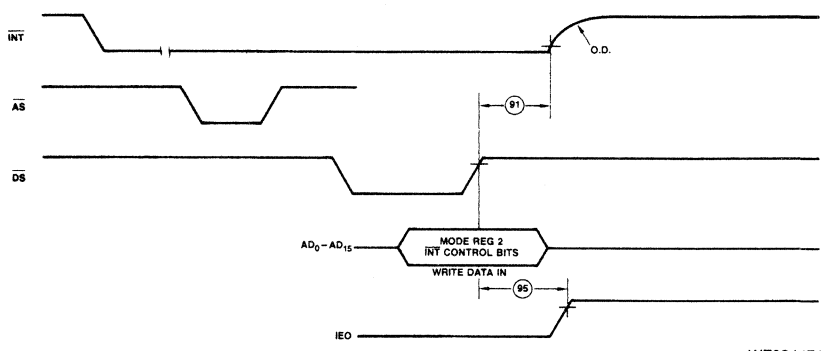 INT
O.D.
AS
91
DS
AD0–AD15
MODE REG 2
INT CONTROL BITS
WRITE DATA IN
95
IEO